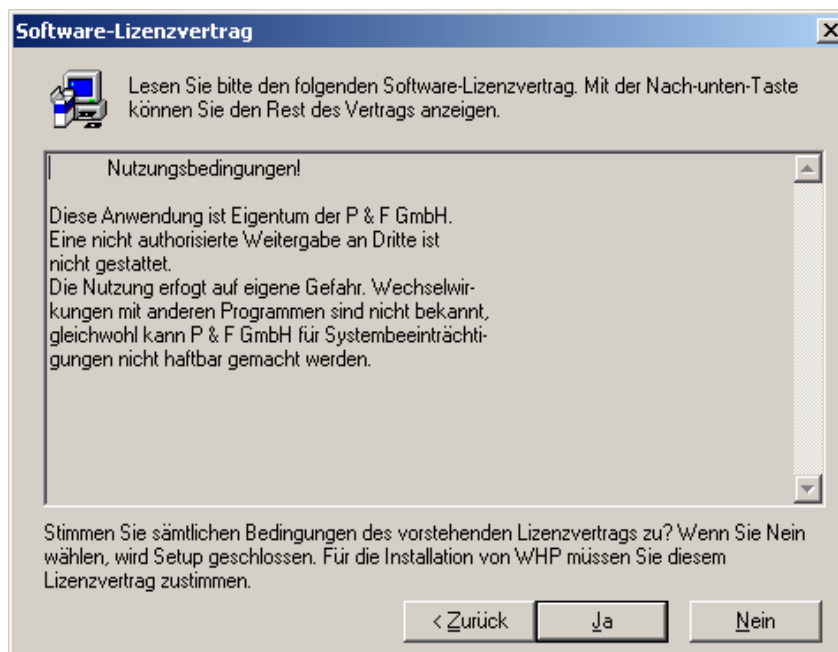 Software-Lizenzvertrag
Lesen Sie bitte den folgenden Software-Lizenzvertrag. Mit der Nach-unten-Taste
können Sie den Rest des Vertrags anzeigen.
Nutzungsbedingungen!
Diese Anwendung ist Eigentum der P & F GmbH.
Eine nicht authorisierte Weitergabe an Dritte ist
nicht gestattet.
Die Nutzung erfogt auf eigene Gefahr. Wechselwir-
kungen mit anderen Programmen sind nicht bekannt,
gleichwohl kann P & F GmbH für Systembeeinträchti-
gungen nicht haftbar gemacht werden.
Stimmen Sie sämtlichen Bedingungen des vorstehenden Lizenzvertrags zu? Wenn Sie Nein
wählen, wird Setup geschlossen. Für die Installation von WHP müssen Sie diesem
Lizenzvertrag zustimmen.
< Zurück Ja Nein